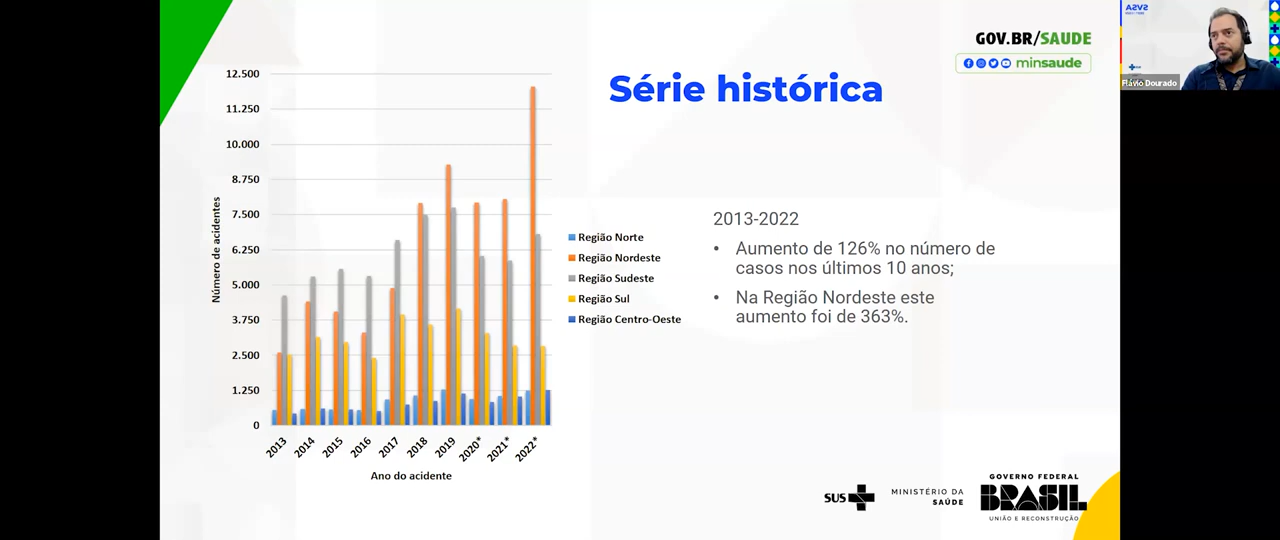 GOV.BR/SAUDE
minsaude
Flávio Dourado
Série histórica
12.500
11.250
10.000
8.750
7.500
6.250
5.000
3.750
2.500
1.250
0
Número de acidentes
2013
2014
2015
2016
2017
2018
2019
2020*
2021*
2022*
Ano do acidente
Região Norte
Região Nordeste
Região Sudeste
Região Sul
Região Centro-Oeste
2013-2022
• Aumento de 126% no número de
casos nos últimos 10 anos;
• Na Região Nordeste este
aumento foi de 363%.
SUS
MINISTÉRIO DA
SAÚDE
GOVERNO FEDERAL
BRASIL
UNIÃO E RECONSTRUÇÃO